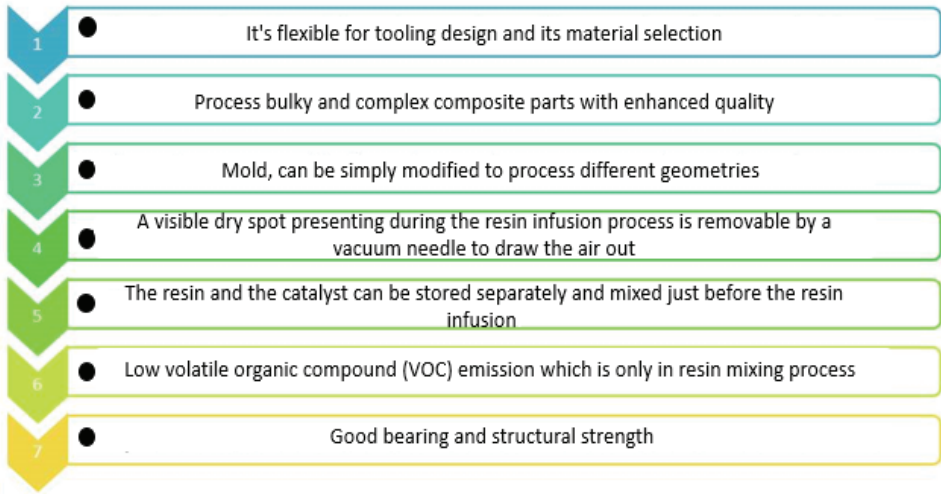 1
It's flexible for tooling design and its material selection
2
Process bulky and complex composite parts with enhanced quality
3
Mold, can be simply modified to process different geometries
4
A visible dry spot presenting during the resin infusion process is removable by a
vacuum needle to draw the air out
5
The resin and the catalyst can be stored separately and mixed just before the resin
infusion
6
Low volatile organic compound (VOC) emission which is only in resin mixing process
7
Good bearing and structural strength